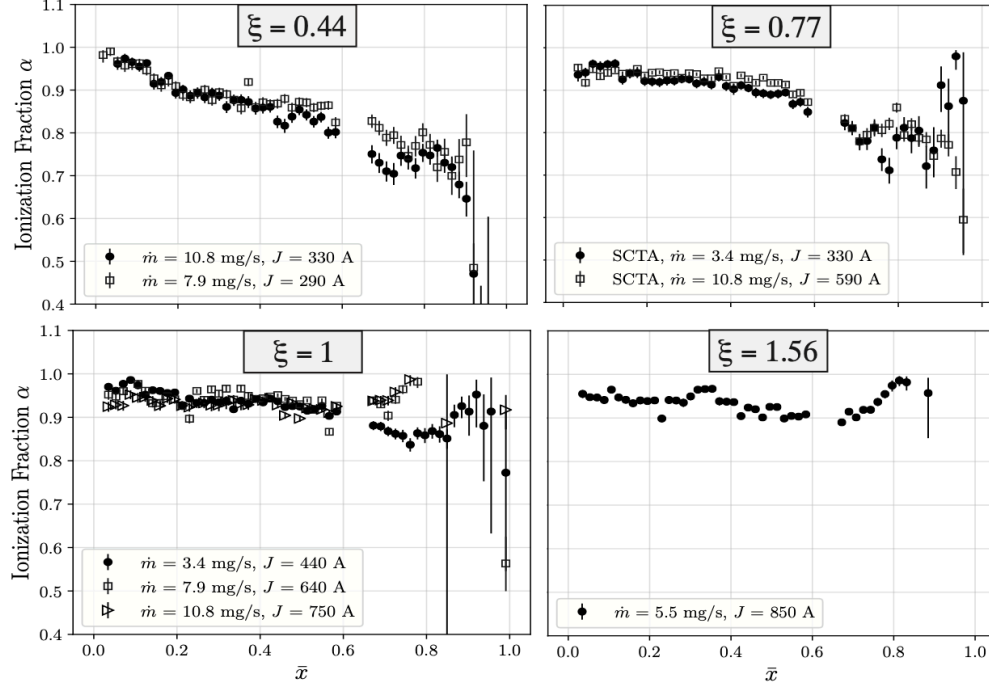 ξ = 0.44
ξ = 0.77
1.1
1.0
0.9
0.8
0.7
0.6
0.5
0.4
Ionization Fraction α
ṁ = 10.8 mg/s, J = 330 A
ṁ = 7.9 mg/s, J = 290 A
SCTA, ṁ = 3.4 mg/s, J = 330 A
SCTA, ṁ = 10.8 mg/s, J = 590 A
ξ = 1
ξ = 1.56
1.1
1.0
0.9
0.8
0.7
0.6
0.5
0.4
Ionization Fraction α
ṁ = 3.4 mg/s, J = 440 A
ṁ = 7.9 mg/s, J = 640 A
ṁ = 10.8 mg/s, J = 750 A
ṁ = 5.5 mg/s, J = 850 A
0.0 0.2 0.4 0.6 0.8 1.0
x̄
0.0 0.2 0.4 0.6 0.8 1.0
x̄